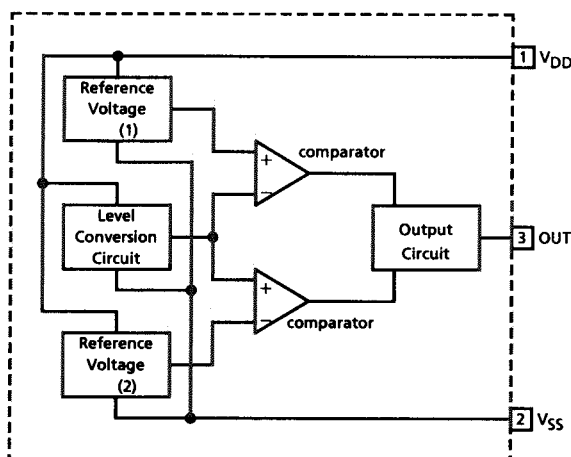 1 VDD
Reference
Voltage
(1)
comparator
+
−
Level
Conversion
Circuit
Output
Circuit
3 OUT
+
−
comparator
Reference
Voltage
(2)
2 VSS